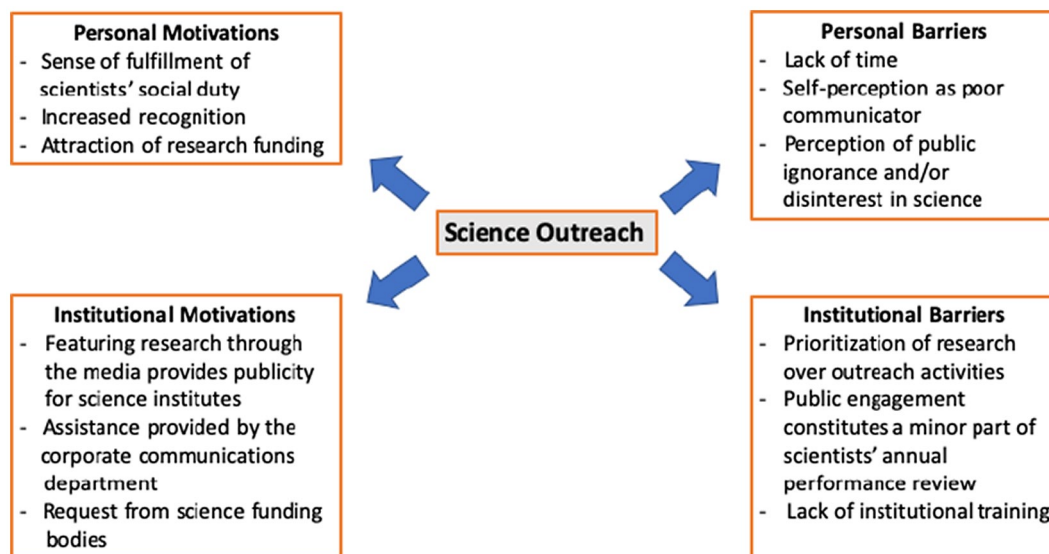 Personal Motivations
- Sense of fulfillment of
scientists' social duty
- Increased recognition
- Attraction of research funding
Personal Barriers
- Lack of time
- Self-perception as poor
communicator
- Perception of public
ignorance and/or
disinterest in science
Science Outreach
Institutional Motivations
- Featuring research through
the media provides publicity
for science institutes
- Assistance provided by the
corporate communications
department
- Request from science funding
bodies
Institutional Barriers
- Prioritization of research
over outreach activities
- Public engagement
constitutes a minor part of
scientists' annual
performance review
- Lack of institutional training